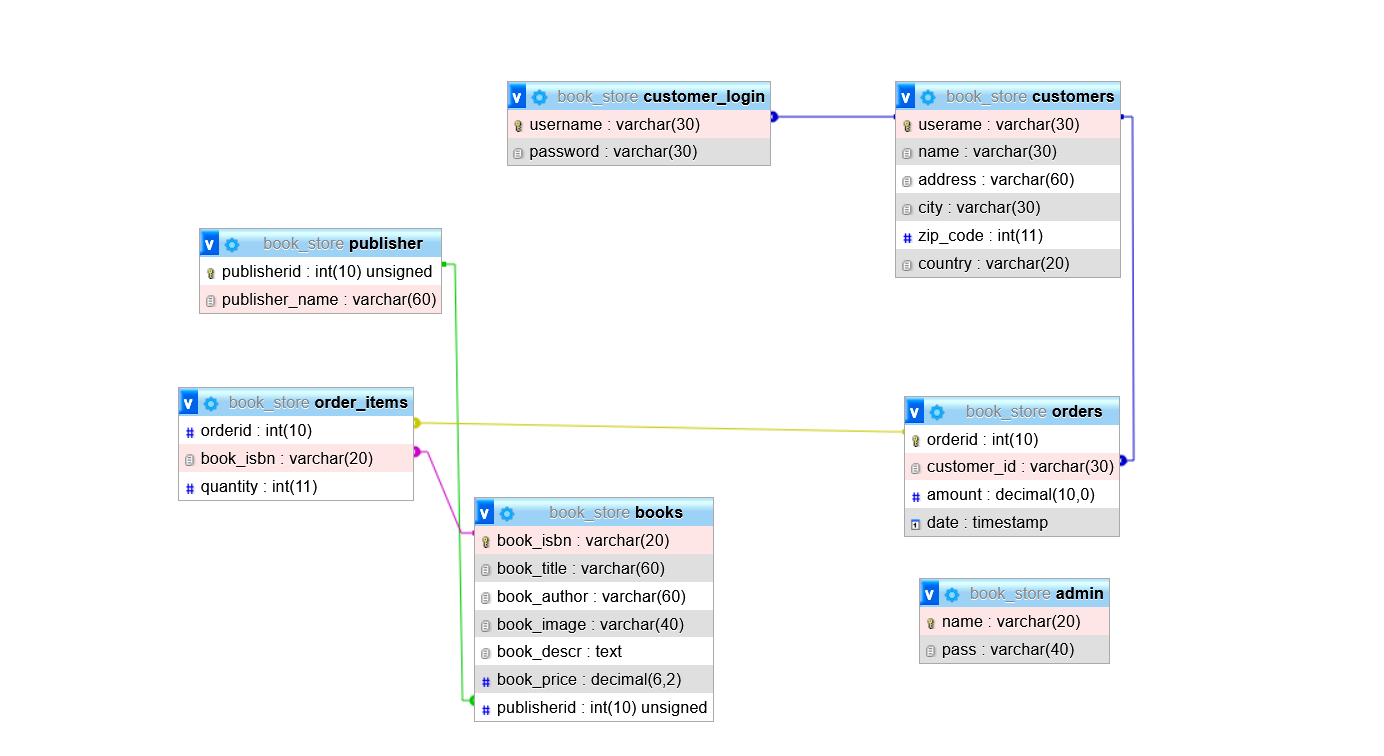 v book_store customer_login
username : varchar(30)
password : varchar(30)
v book_store customers
userame : varchar(30)
name : varchar(30)
address : varchar(60)
city : varchar(30)
# zip_code : int(11)
country : varchar(20)
v book_store publisher
publisherid : int(10) unsigned
publisher_name : varchar(60)
v book_store order_items
# orderid : int(10)
book_isbn : varchar(20)
# quantity : int(11)
v book_store orders
orderid : int(10)
customer_id : varchar(30)
# amount : decimal(10,0)
date : timestamp
v book_store books
book_isbn : varchar(20)
book_title : varchar(60)
book_author : varchar(60)
book_image : varchar(40)
book_descr : text
# book_price : decimal(6,2)
# publisherid : int(10) unsigned
v book_store admin
name : varchar(20)
pass : varchar(40)